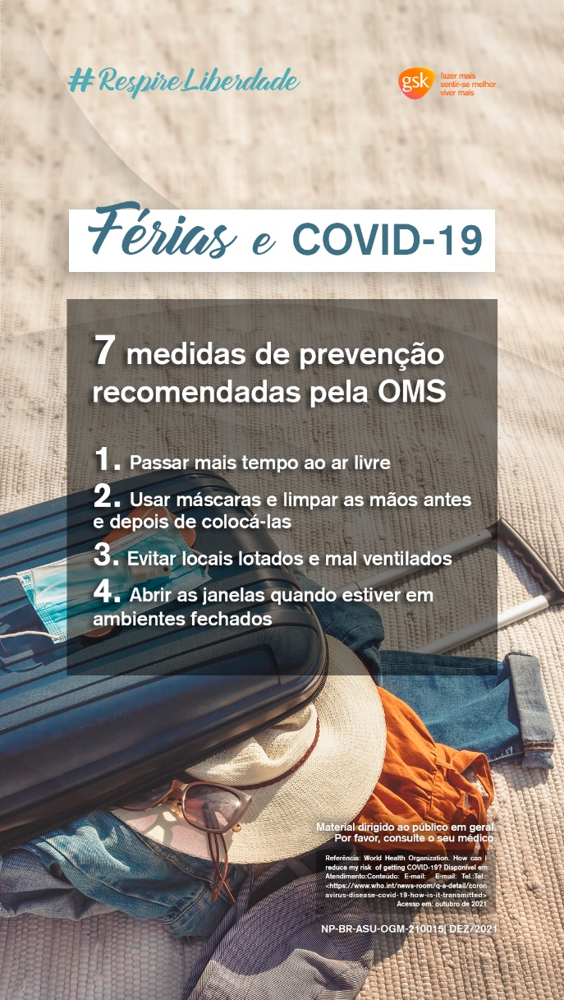 #RespireLiberdade
gsk
fazer mais
sentir-se melhor
viver mais
Férias e COVID-19
7 medidas de prevenção
recomendadas pela OMS
1. Passar mais tempo ao ar livre
2. Usar máscaras e limpar as mãos antes
e depois de colocá-las
3. Evitar locais lotados e mal ventilados
4. Abrir as janelas quando estiver em
ambientes fechados
Material dirigido ao público em geral.
Por favor, consulte o seu médico.
Referência: World Health Organization. How can I
reduce my risk of getting COVID-19? Disponível em:
Atendimento:Conteúdo: E-mail: E-mail: Tel.:Tel.:
<https://www.who.int/news-room/q-a-detail/coron
avirus-disease-covid-19-how-is-it-transmitted>
Acesso em: outubro de 2021
NP-BR-ASU-OGM-210015| DEZ/2021